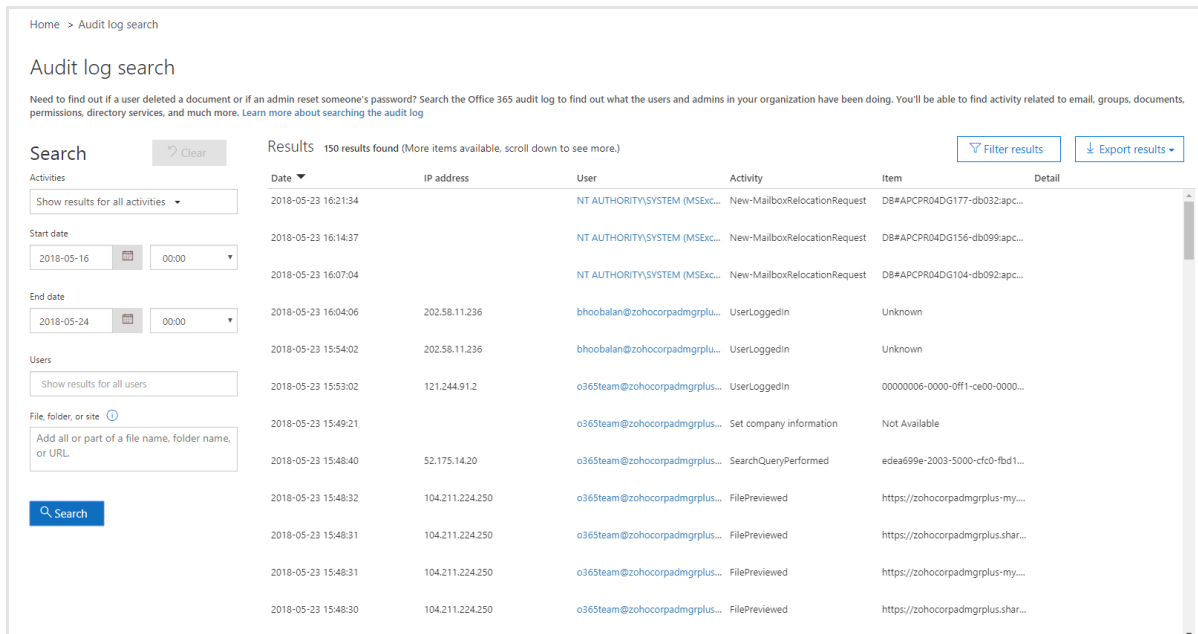 Home > Audit log search
Audit log search
Need to find out if a user deleted a document or if an admin reset someone's password? Search the Office 365 audit log to find out what the users and admins in your organization have been doing. You'll be able to find activity related to email, groups, documents,
permissions, directory services, and much more. Learn more about searching the audit log
Search
Clear
Activities
Show results for all activities
Start date
2018-05-16 00:00
End date
2018-05-24 00:00
Users
Show results for all users
File, folder, or site
Add all or part of a file name, folder name,
or URL.
Search
Results 150 results found (More items available, scroll down to see more.)
Filter results
Export results
Date IP address User Activity Item Detail
2018-05-23 16:21:34 NT AUTHORITY\SYSTEM (MSExc... New-MailboxRelocationRequest DB#APCPR04DG177-db032:apc...
2018-05-23 16:14:37 NT AUTHORITY\SYSTEM (MSExc... New-MailboxRelocationRequest DB#APCPR04DG156-db099:apc...
2018-05-23 16:07:04 NT AUTHORITY\SYSTEM (MSExc... New-MailboxRelocationRequest DB#APCPR04DG104-db092:apc...
2018-05-23 16:04:06 202.58.11.236 bhoobalan@zohocorpadmgrplu... UserLoggedIn Unknown
2018-05-23 15:54:02 202.58.11.236 bhoobalan@zohocorpadmgrplu... UserLoggedIn Unknown
2018-05-23 15:53:02 121.244.91.2 o365team@zohocorpadmgrplus... UserLoggedIn 00000006-0000-0ff1-ce00-0000...
2018-05-23 15:49:21 o365team@zohocorpadmgrplus... Set company information Not Available
2018-05-23 15:48:40 52.175.14.20 o365team@zohocorpadmgrplus... SearchQueryPerformed edea699e-2003-5000-cfc0-fbd1...
2018-05-23 15:48:32 104.211.224.250 o365team@zohocorpadmgrplus... FilePreviewed https://zohocorpadmgrplus-my....
2018-05-23 15:48:31 104.211.224.250 o365team@zohocorpadmgrplus... FilePreviewed https://zohocorpadmgrplus.shar...
2018-05-23 15:48:31 104.211.224.250 o365team@zohocorpadmgrplus... FilePreviewed https://zohocorpadmgrplus-my....
2018-05-23 15:48:30 104.211.224.250 o365team@zohocorpadmgrplus... FilePreviewed https://zohocorpadmgrplus.shar...